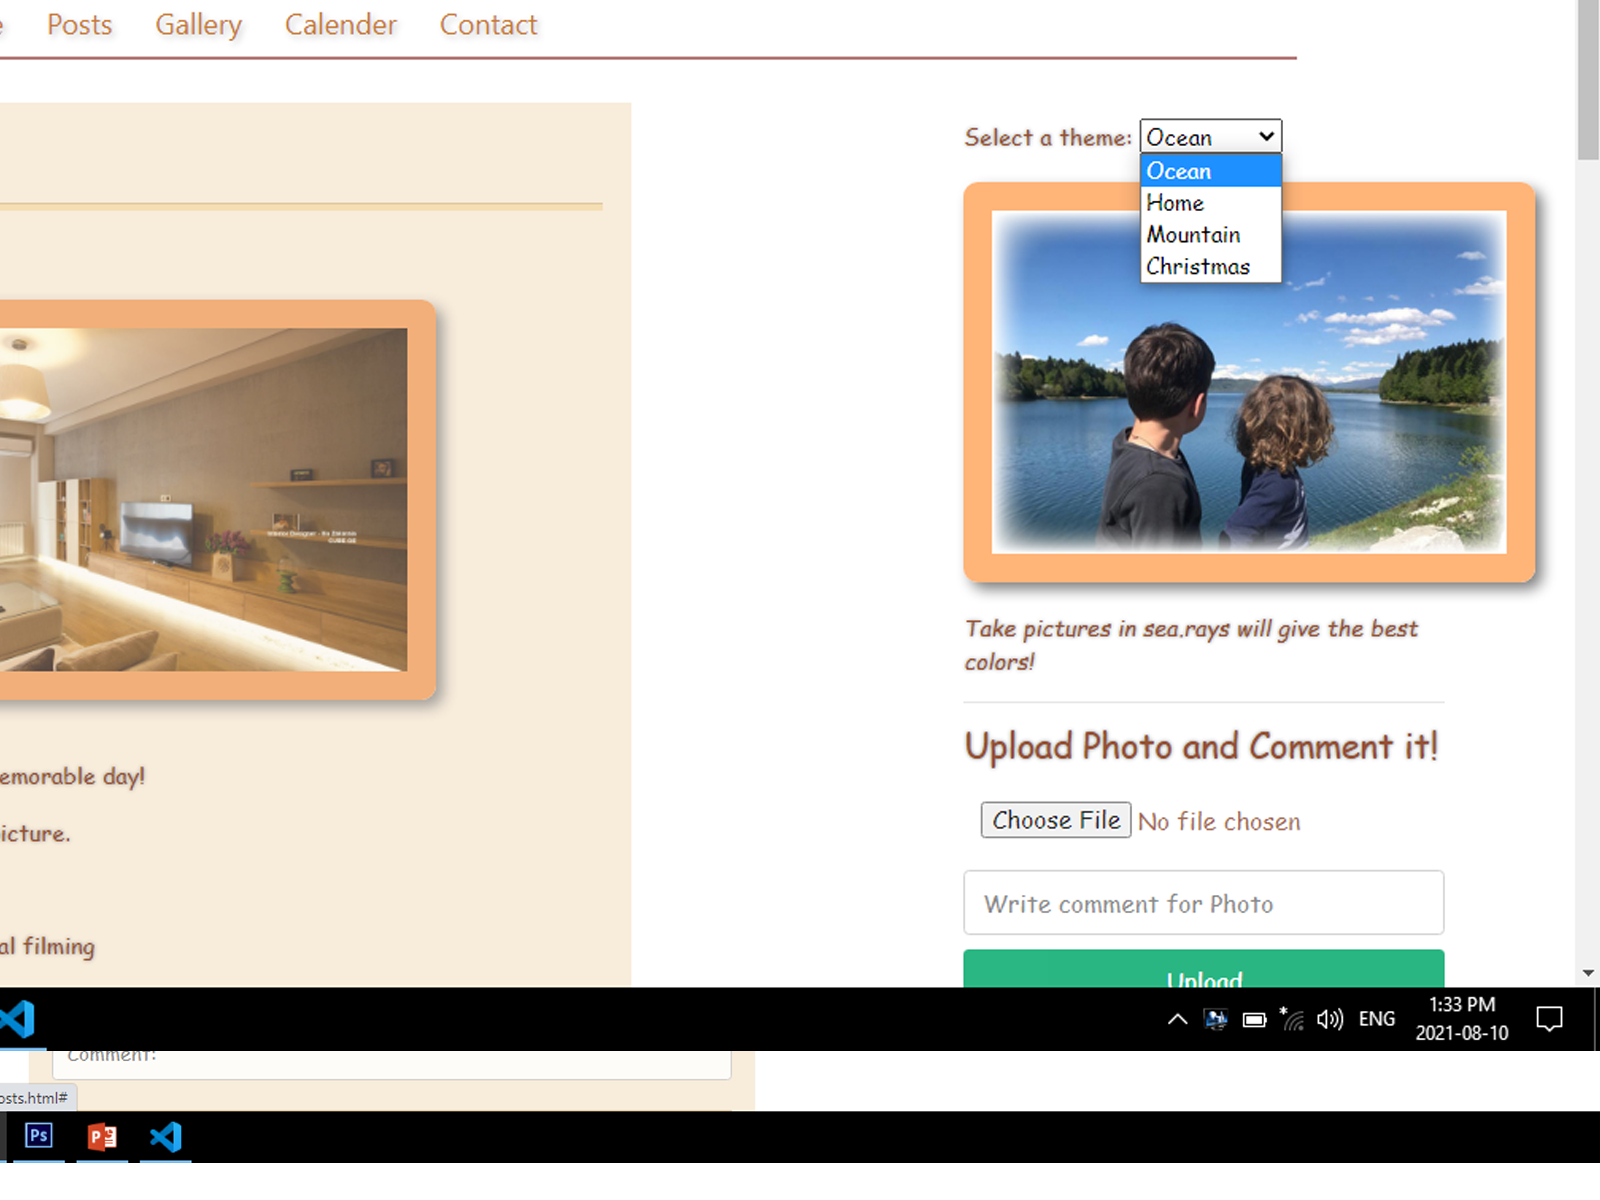 Posts Gallery Calender Contact
Select a theme: Ocean
Ocean
Home
Mountain
Christmas
Take pictures in sea.rays will give the best
colors!
Upload Photo and Comment it!
Choose File No file chosen
Write comment for Photo
Upload
emorable day!
icture.
al filming
ENG
1:33 PM
2021-08-10
Comment:
osts.html#
Ps
P